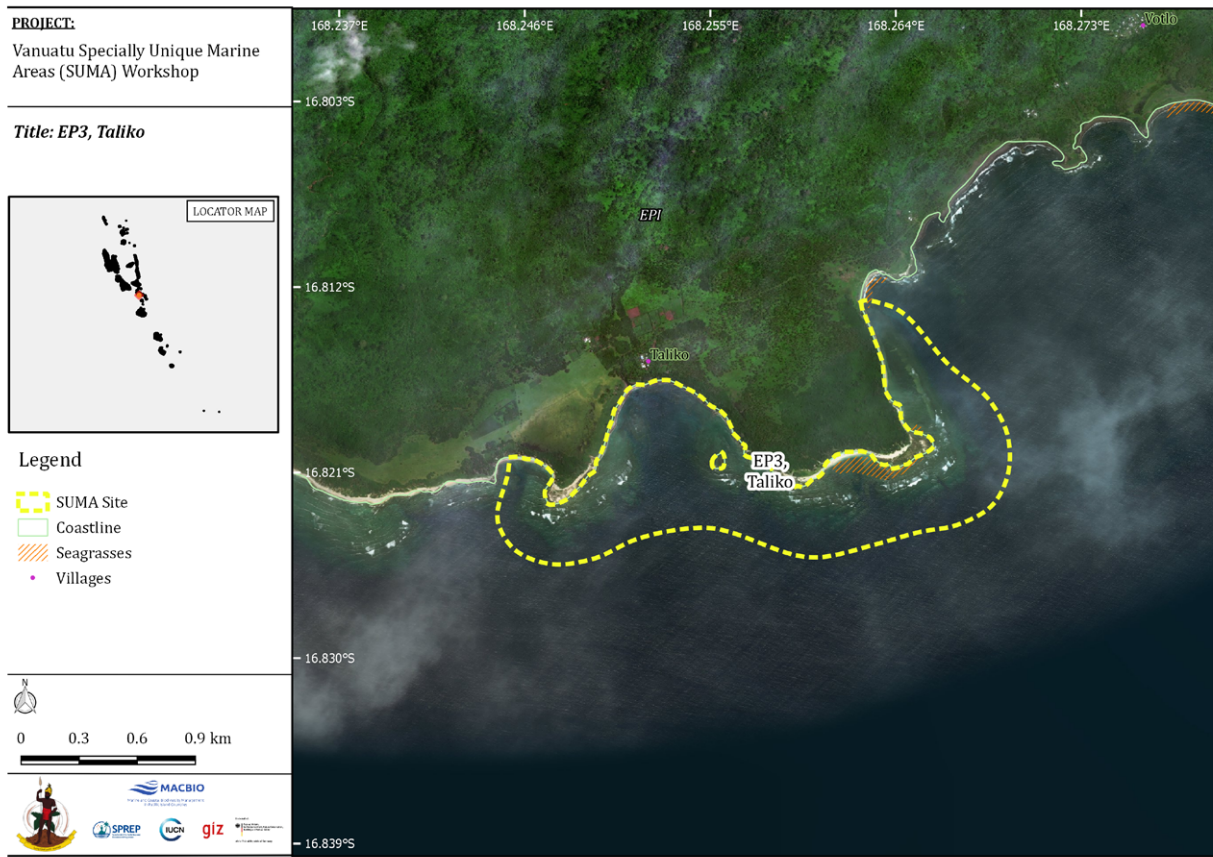 PROJECT:
Vanuatu Specially Unique Marine
Areas (SUMA) Workshop
Title: EP3, Taliko
LOCATOR MAP
Legend
SUMA Site
Coastline
Seagrasses
Villages
N
0 0.3 0.6 0.9 km
MACBIO
SPREP
IUCN
giz
168.237°E 168.246°E 168.255°E 168.264°E 168.273°E
Votlo
16.803°S
EPI
16.812°S
Taliko
16.821°S
EP3,
Taliko
16.830°S
16.839°S